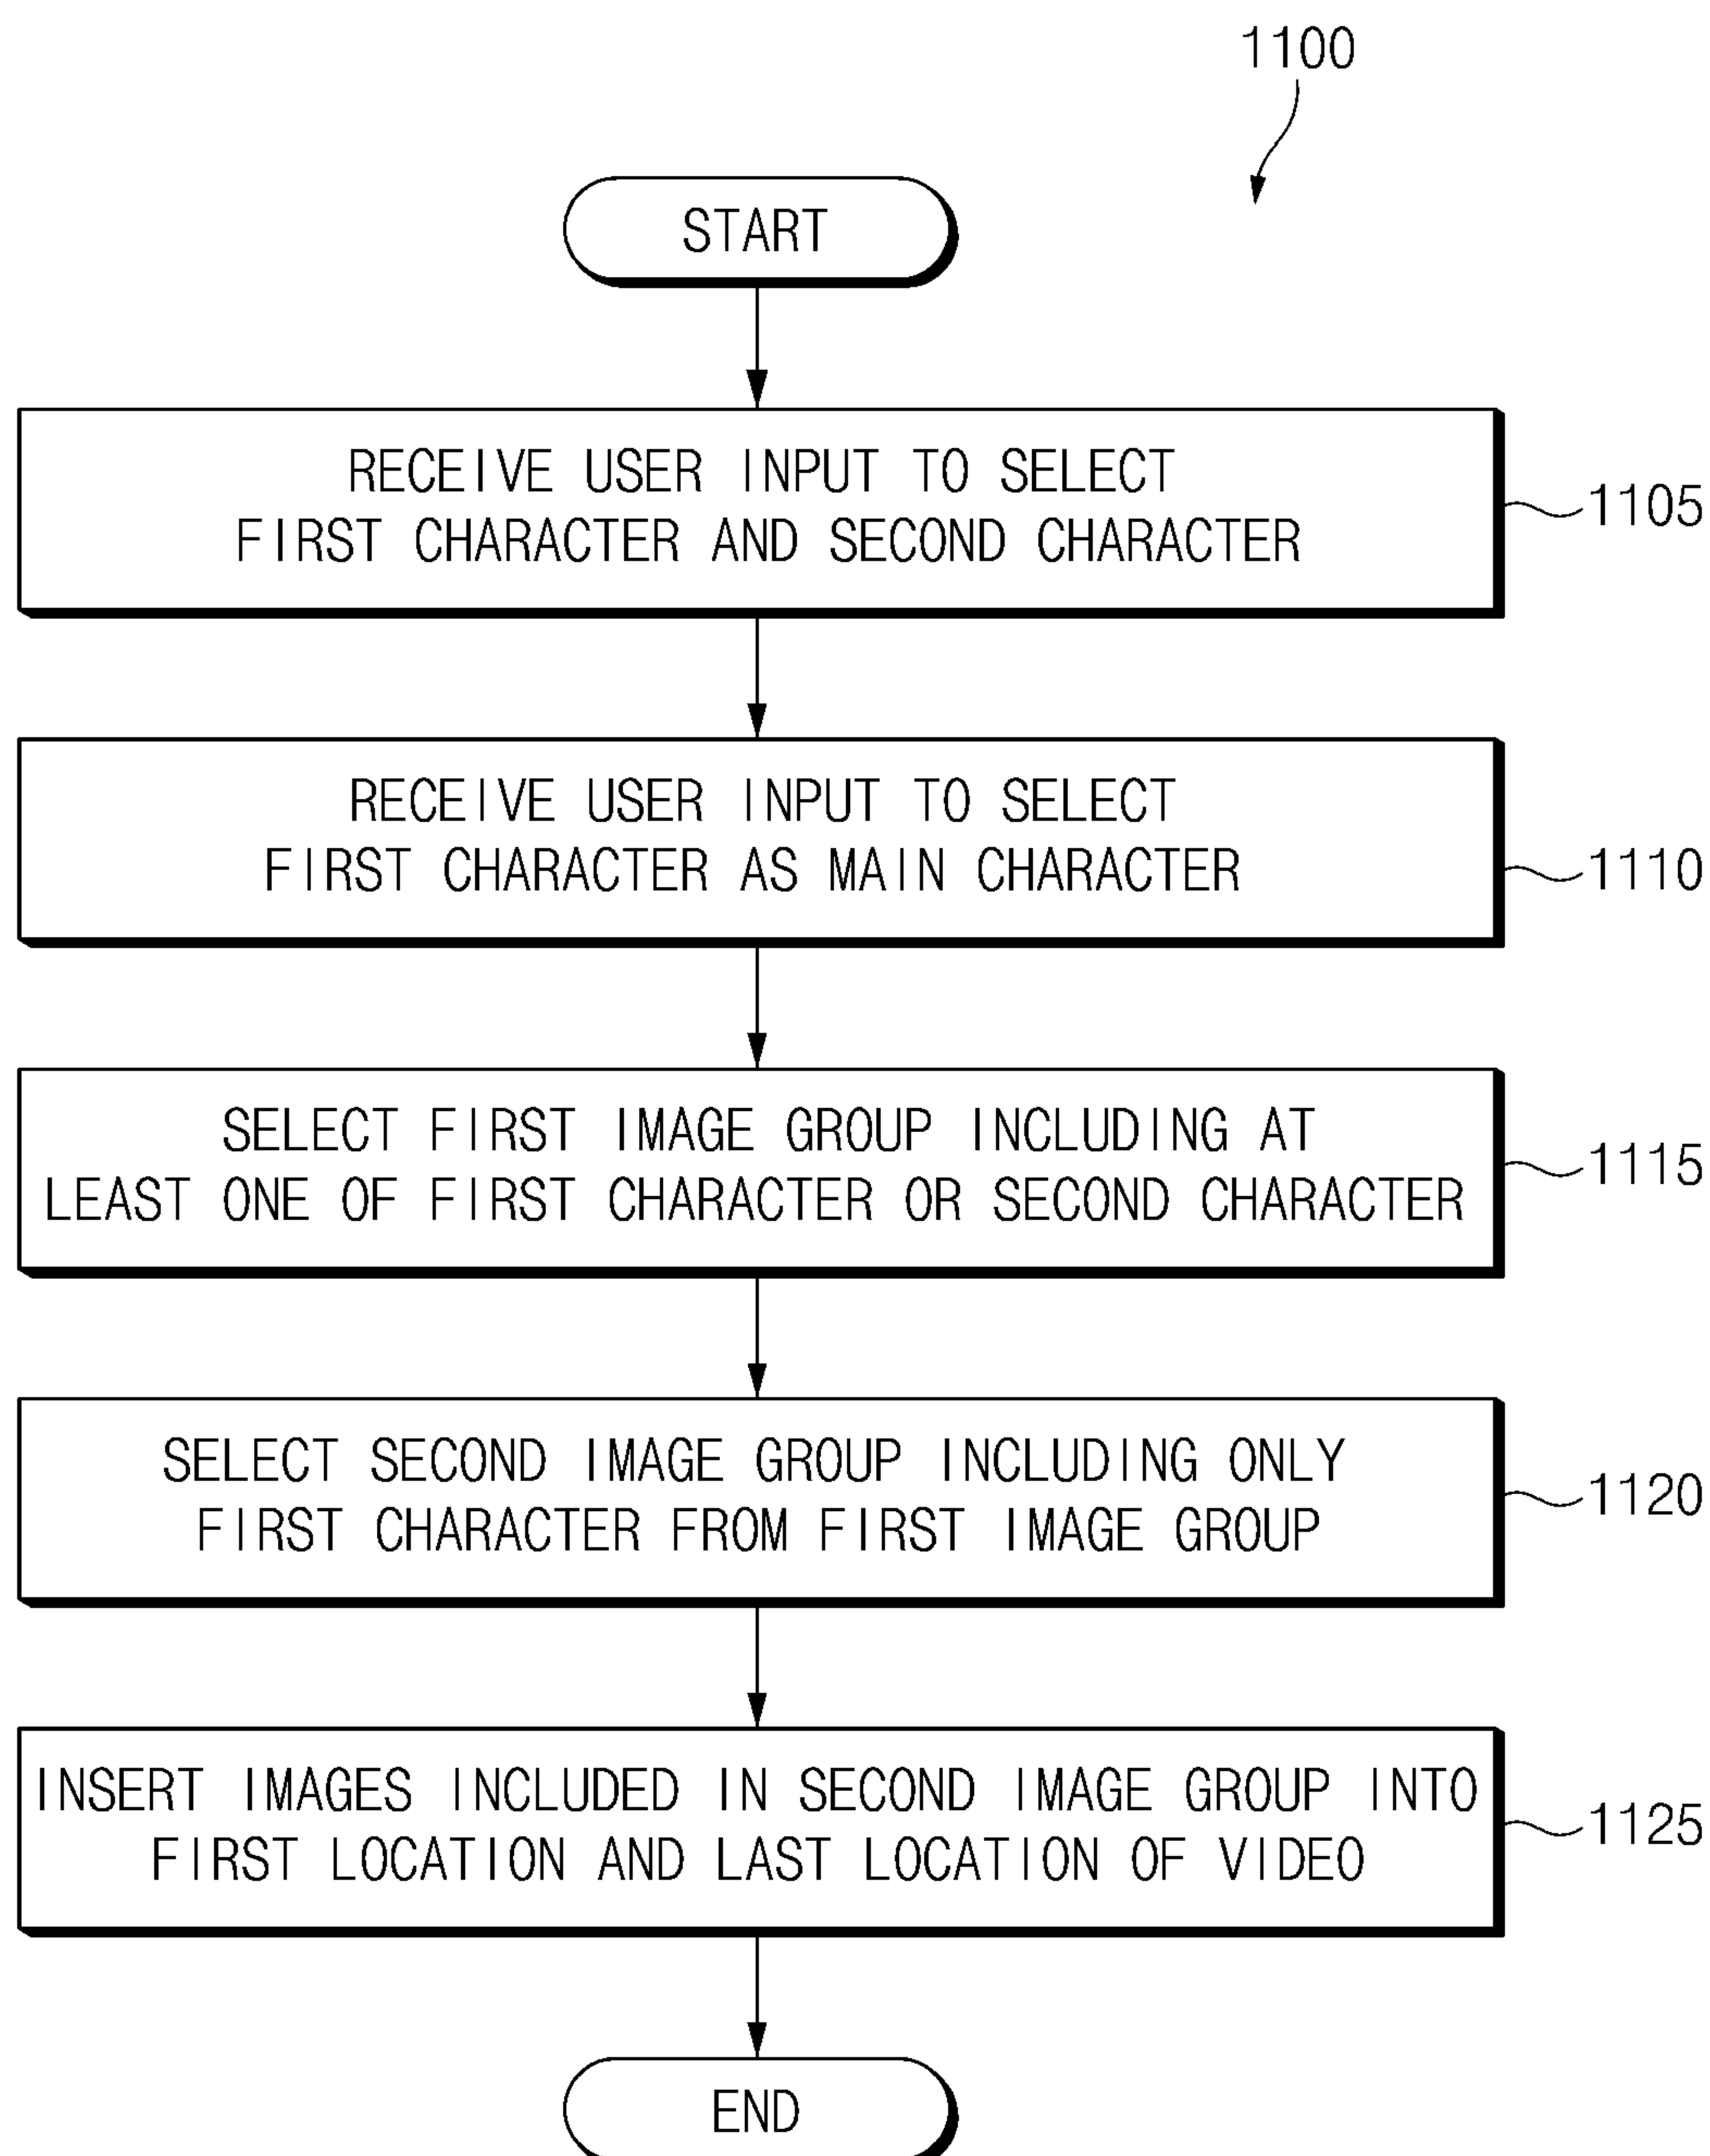 1100
START
RECEIVE USER INPUT TO SELECT
FIRST CHARACTER AND SECOND CHARACTER
1105
RECEIVE USER INPUT TO SELECT
FIRST CHARACTER AS MAIN CHARACTER
1110
SELECT FIRST IMAGE GROUP INCLUDING AT
LEAST ONE OF FIRST CHARACTER OR SECOND CHARACTER
1115
SELECT SECOND IMAGE GROUP INCLUDING ONLY
FIRST CHARACTER FROM FIRST IMAGE GROUP
1120
INSERT IMAGES INCLUDED IN SECOND IMAGE GROUP INTO
FIRST LOCATION AND LAST LOCATION OF VIDEO
1125
END